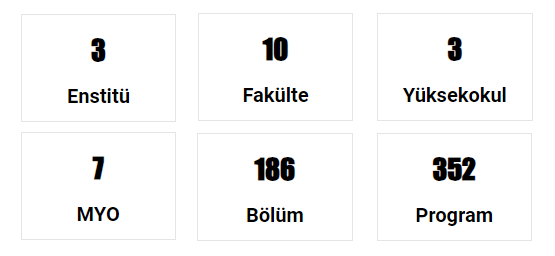 3
Enstitü
10
Fakülte
3
Yüksekokul
7
MYO
186
Bölüm
352
Program